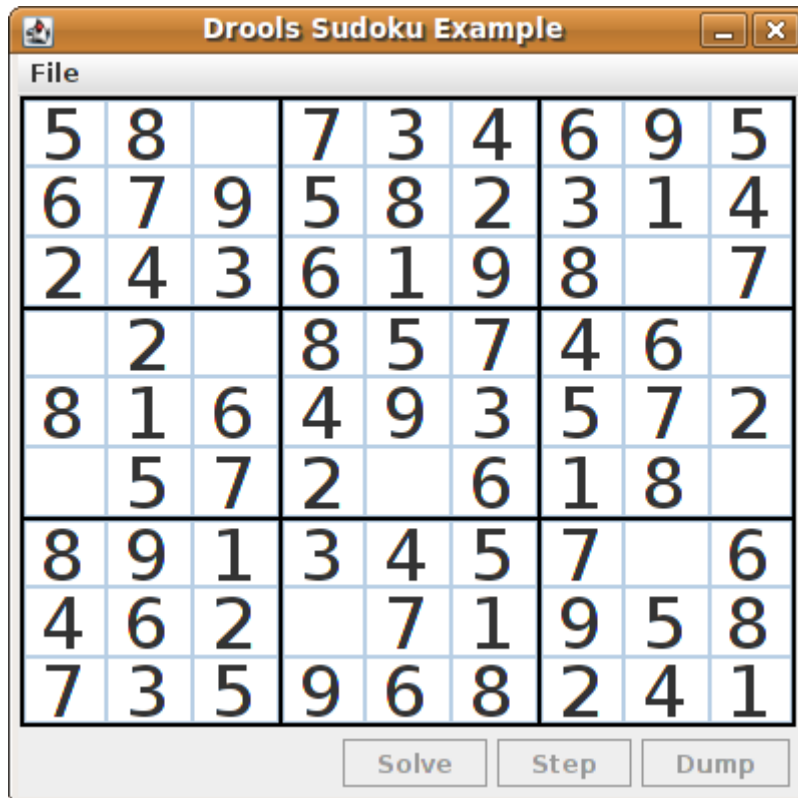 Drools Sudoku Example
File
5 8 7 3 4 6 9 5
6 7 9 5 8 2 3 1 4
2 4 3 6 1 9 8 7
2 8 5 7 4 6
8 1 6 4 9 3 5 7 2
5 7 2 6 1 8
8 9 1 3 4 5 7 6
4 6 2 7 1 9 5 8
7 3 5 9 6 8 2 4 1
Solve Step Dump